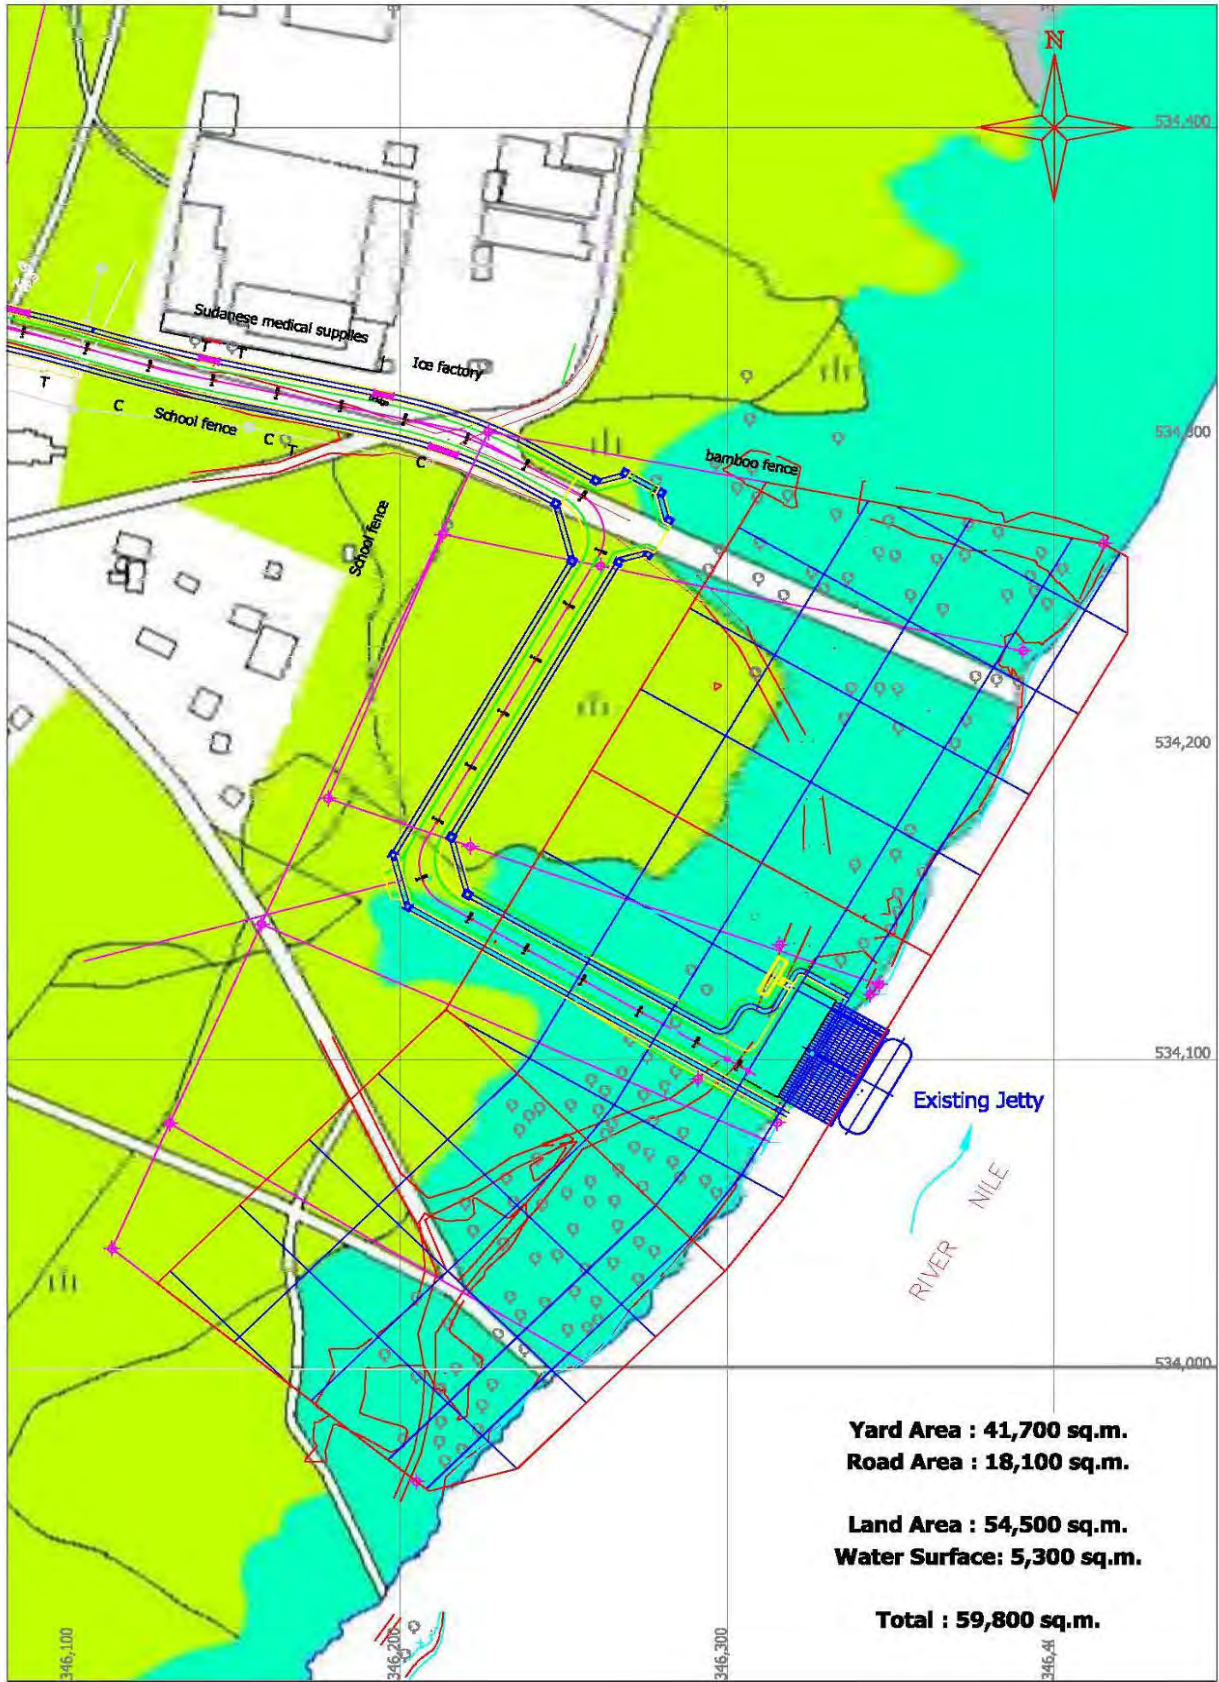 N
534,400
Sudanese medical supplies
T
T
Ice factory
T
C
School fence
C
T
C
534,300
bamboo fence
School fence
534,200
534,100
Existing Jetty
RIVER NILE
534,000
Yard Area : 41,700 sq.m.
Road Area : 18,100 sq.m.
Land Area : 54,500 sq.m.
Water Surface: 5,300 sq.m.
Total : 59,800 sq.m.
346,100
346,200
346,300
346,4